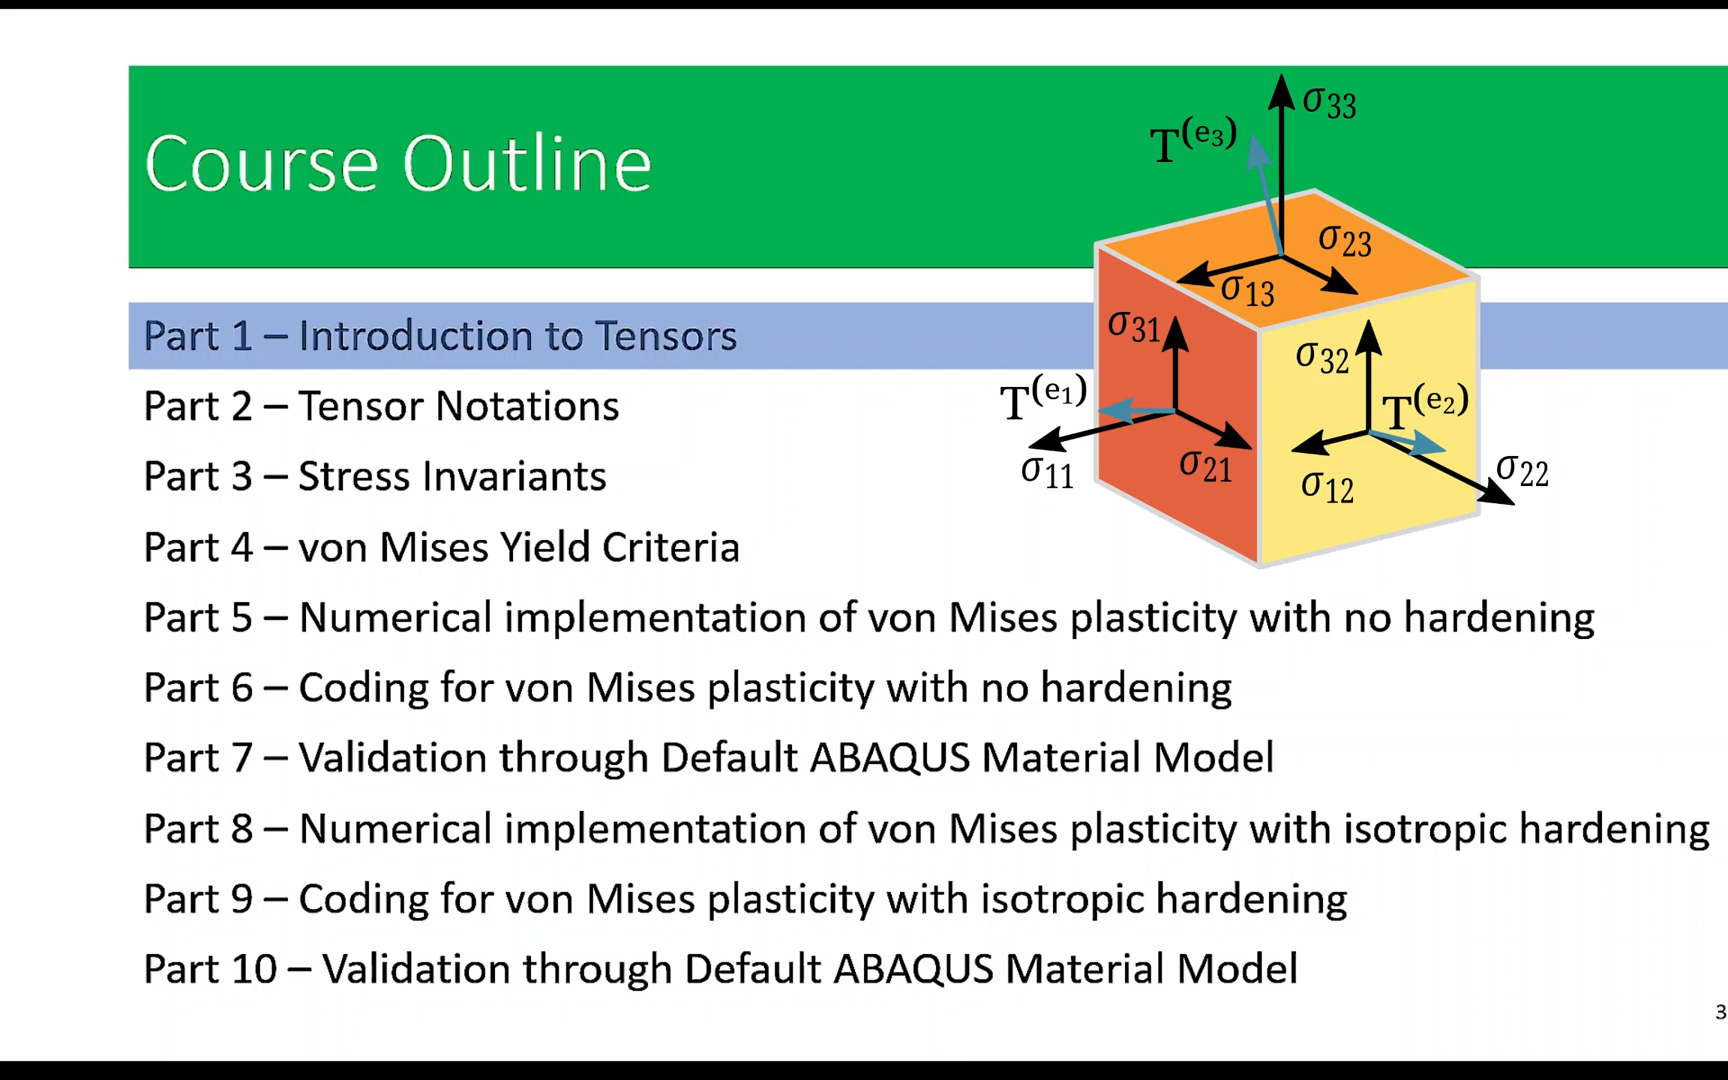 Course Outline
σ33
T(e3)
σ23
σ13
σ31
σ32
T(e1)
T(e2)
σ11
σ21
σ12
σ22
Part 1 – Introduction to Tensors
Part 2 – Tensor Notations
Part 3 – Stress Invariants
Part 4 – von Mises Yield Criteria
Part 5 – Numerical implementation of von Mises plasticity with no hardening
Part 6 – Coding for von Mises plasticity with no hardening
Part 7 – Validation through Default ABAQUS Material Model
Part 8 – Numerical implementation of von Mises plasticity with isotropic hardening
Part 9 – Coding for von Mises plasticity with isotropic hardening
Part 10 – Validation through Default ABAQUS Material Model
3